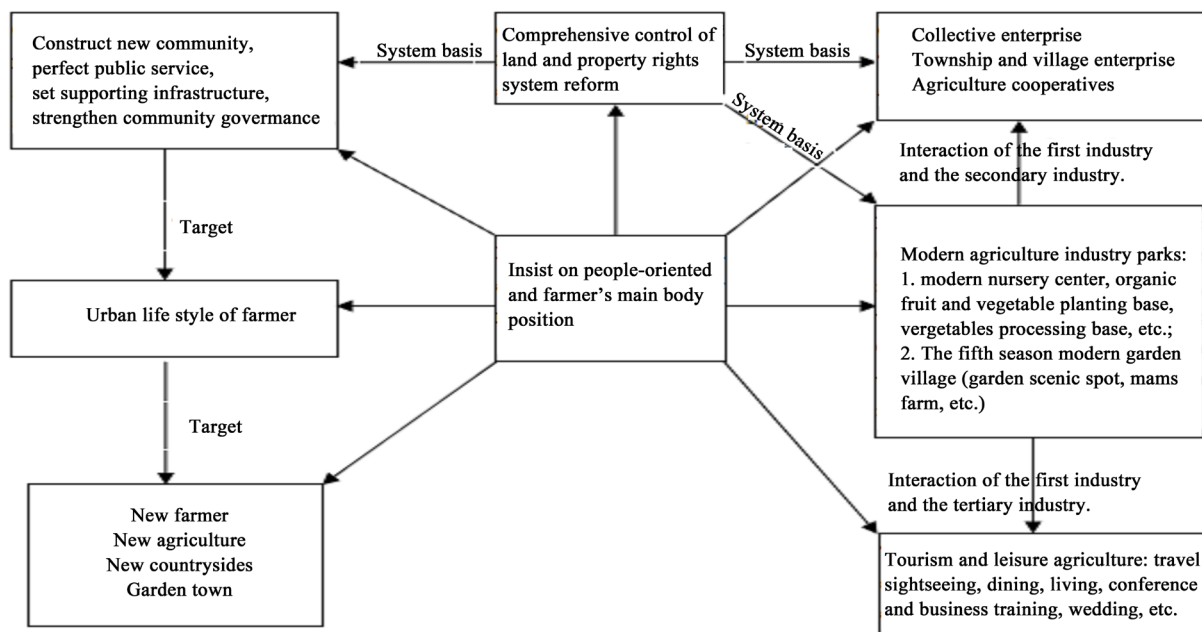 Construct new community,
perfect public service,
set supporting infrastructure,
strengthen community govermance
System basis
Comprehensive control of
land and property rights
system reform
System basis
Collective enterprise
Township and village enterprise
Agriculture cooperatives
System basis
Interaction of the first industry
and the secondary industry.
Target
Insist on people-oriented
and farmer's main body
position
Modern agriculture industry parks:
1. modern nursery center, organic
fruit and vegetable planting base,
vergetables processing base, etc.;
2. The fifth season modern garden
village (garden scenic spot, mams
farm, etc.)
Urban life style of farmer
Target
Interaction of the first industry
and the tertiary industry.
New farmer
New agriculture
New countrysides
Garden town
Tourism and leisure agriculture: travel
sightseeing, dining, living, conference
and business training, wedding, etc.